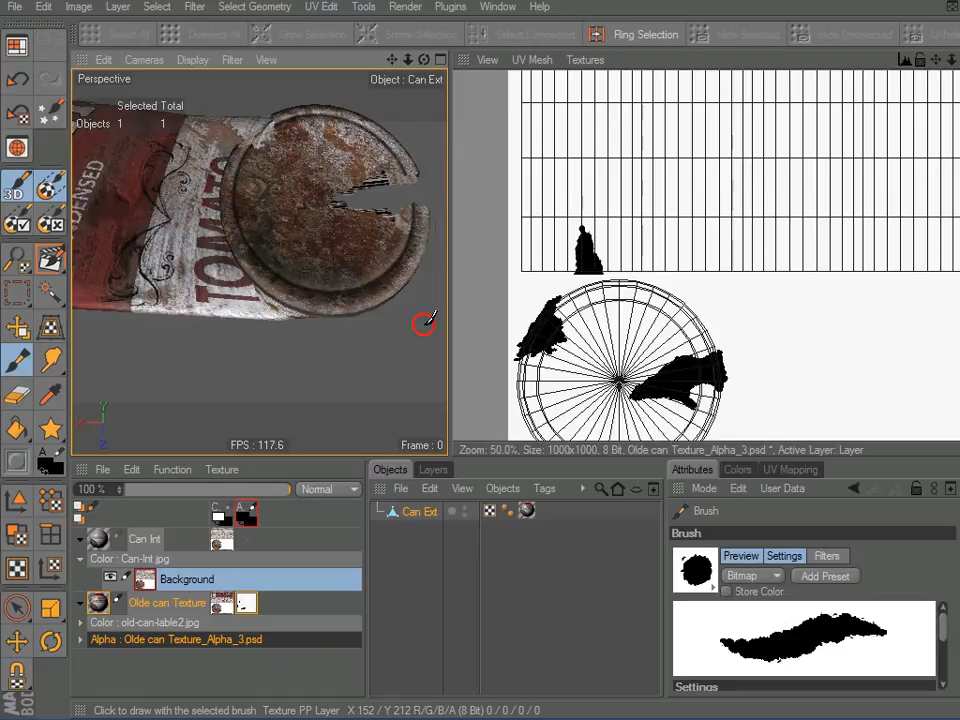 File Edit Image Layer Select Filter Select Geometry UV Edit Tools Render Plugins Window Help
Ring Selection
Edit Cameras Display Filter View
View UV Mesh Textures
Perspective Object : Can Ext
Selected Total
Objects 1 1
DENSED
TOMATO
3D
FPS : 117.6 Frame : 0
Zoom: 50.0%, Size: 1000x1000, 8 Bit, Olde can Texture_Alpha_3.psd *, Active Layer: Layer
File Edit Function Texture
Objects Layers
Attributes Colors UV Mapping
100 % Normal
File Edit View Objects Tags
Mode Edit User Data
C. A.
Can Ext
Brush
Can Int
Brush
Color : Can-Int.jpg
Preview Settings Filters
Background
Bitmap Add Preset
Store Color
Olde can Texture
Color : old-can-lable2.jpg
Alpha : Olde can Texture_Alpha_3.psd
Settings
Click to draw with the selected brush Texture PP Layer X 152 / Y 212 R/G/B/A (8 Bit) 0 / 0 / 0 / 0